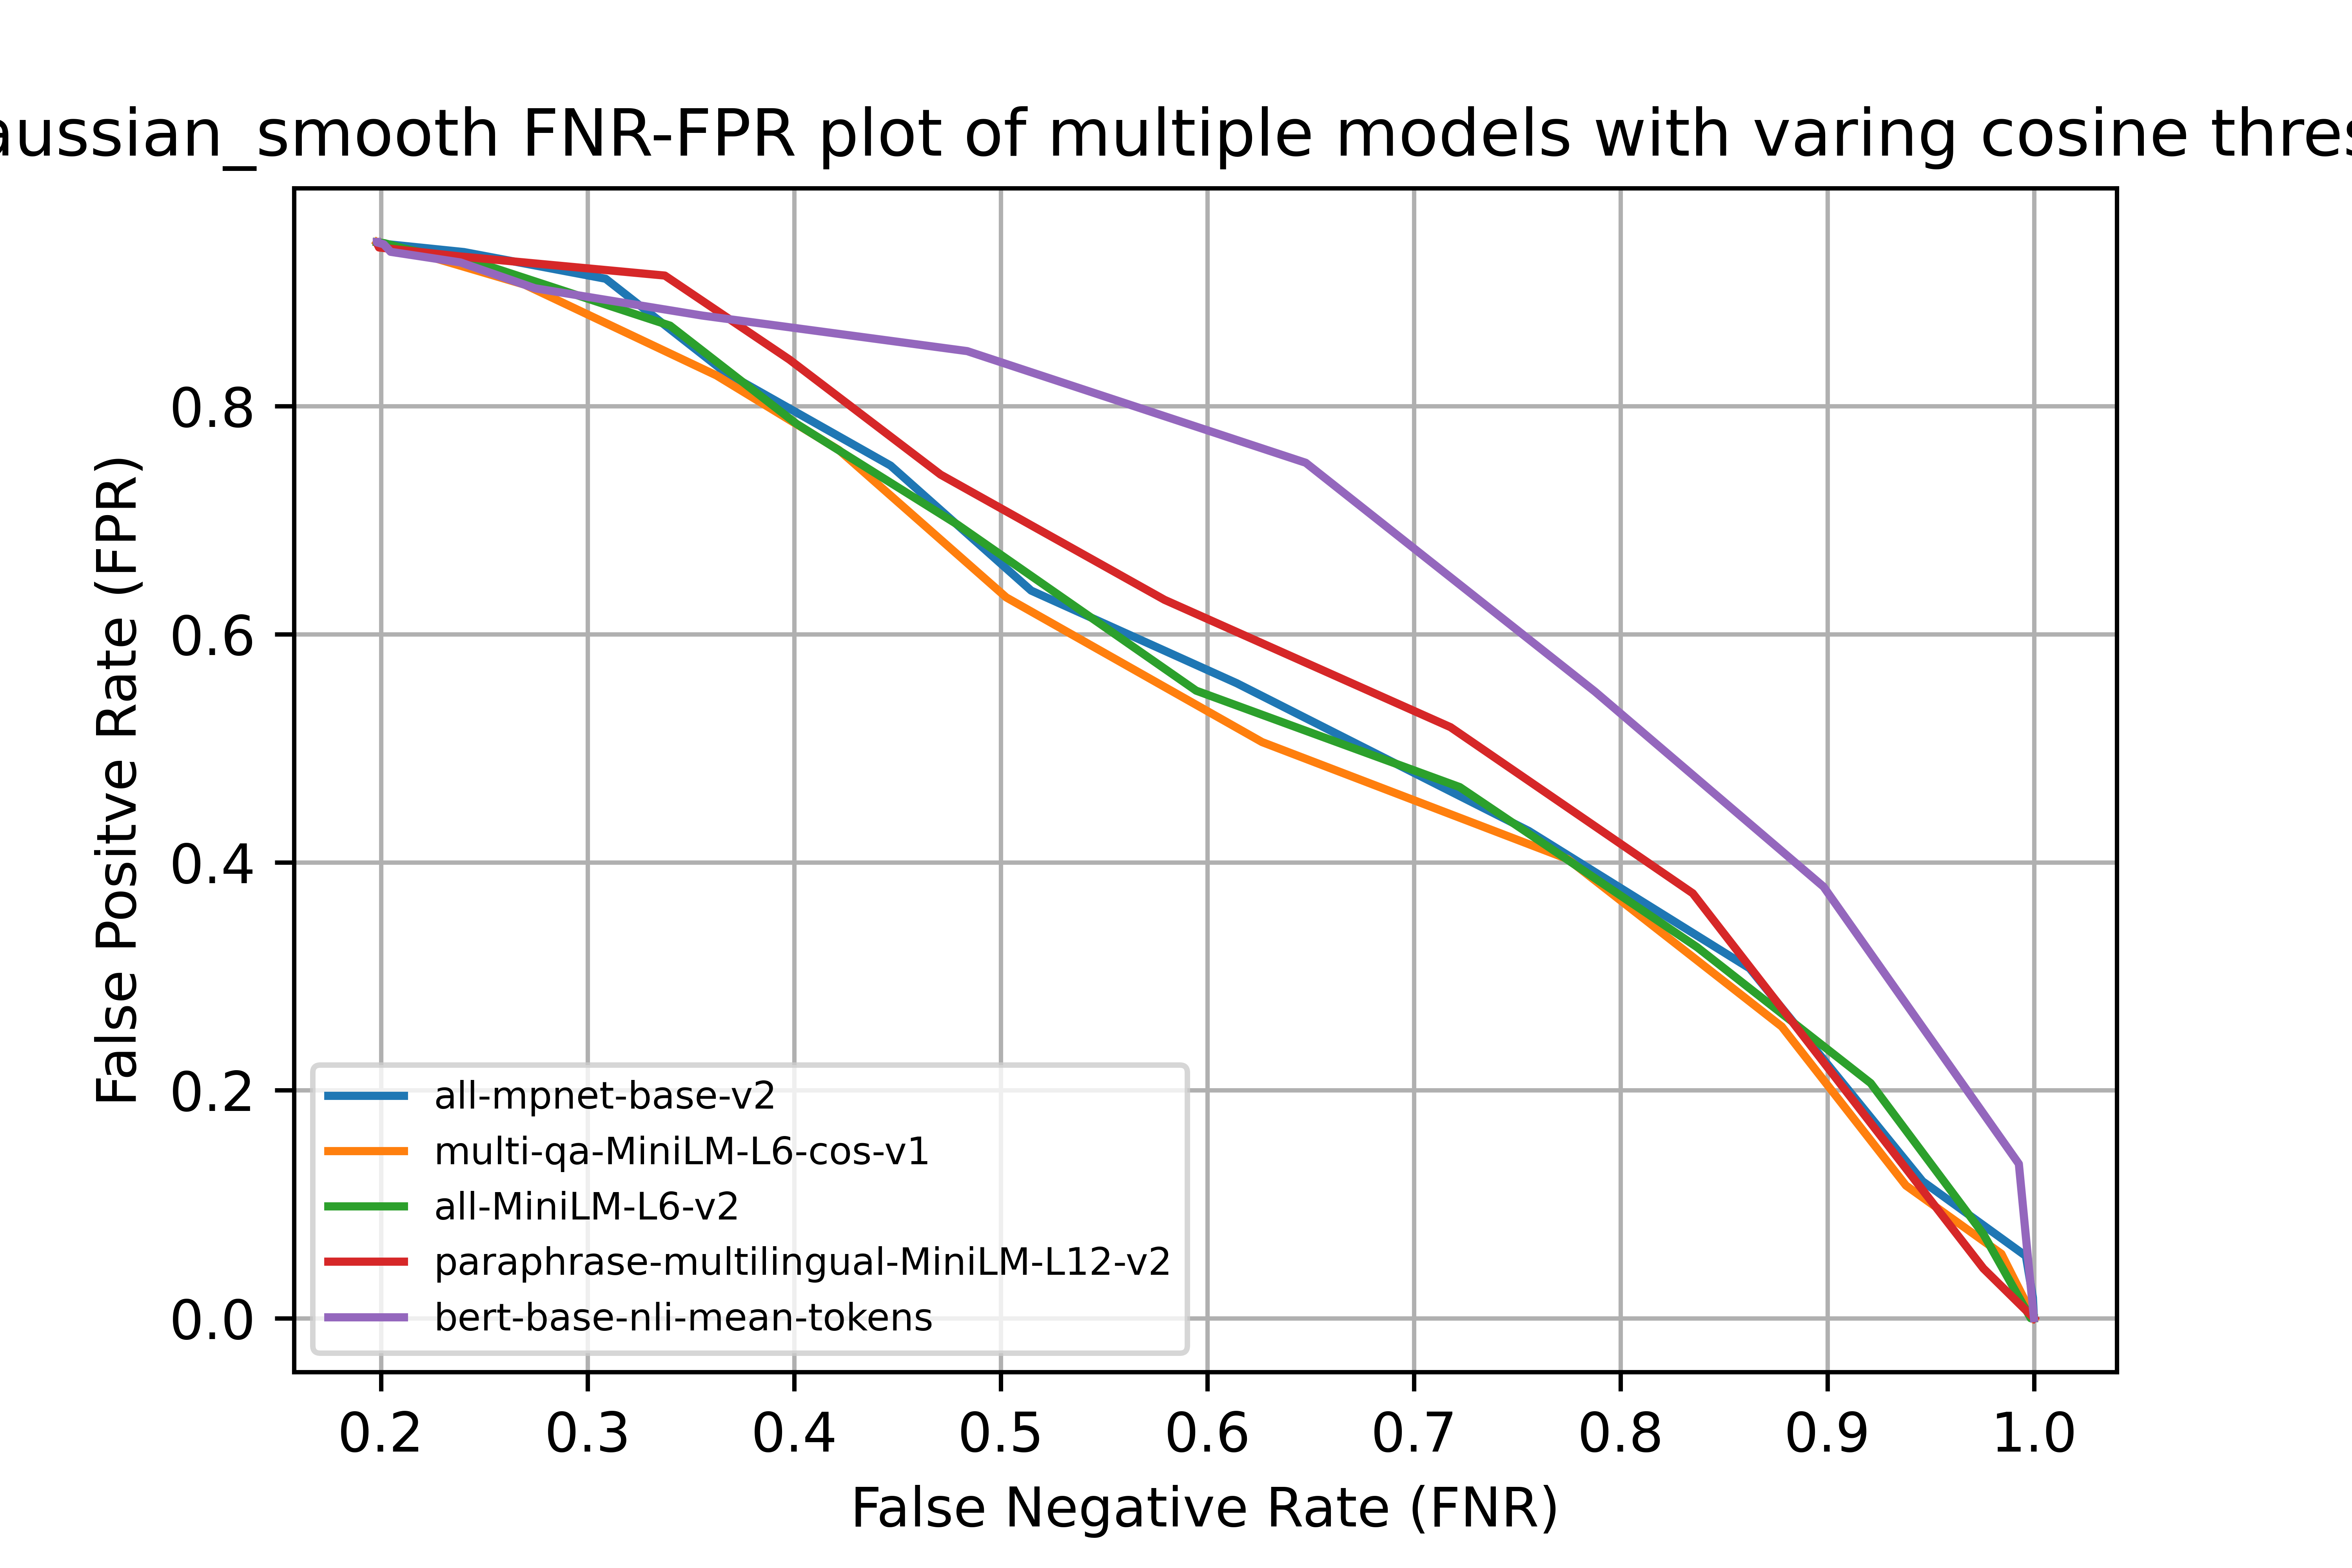 aussian_smooth FNR-FPR plot of multiple models with varing cosine thres
False Positve Rate (FPR)
0.8
0.6
0.4
0.2
0.0
all-mpnet-base-v2
multi-qa-MiniLM-L6-cos-v1
all-MiniLM-L6-v2
paraphrase-multilingual-MiniLM-L12-v2
bert-base-nli-mean-tokens
0.2 0.3 0.4 0.5 0.6 0.7 0.8 0.9 1.0
False Negative Rate (FNR)